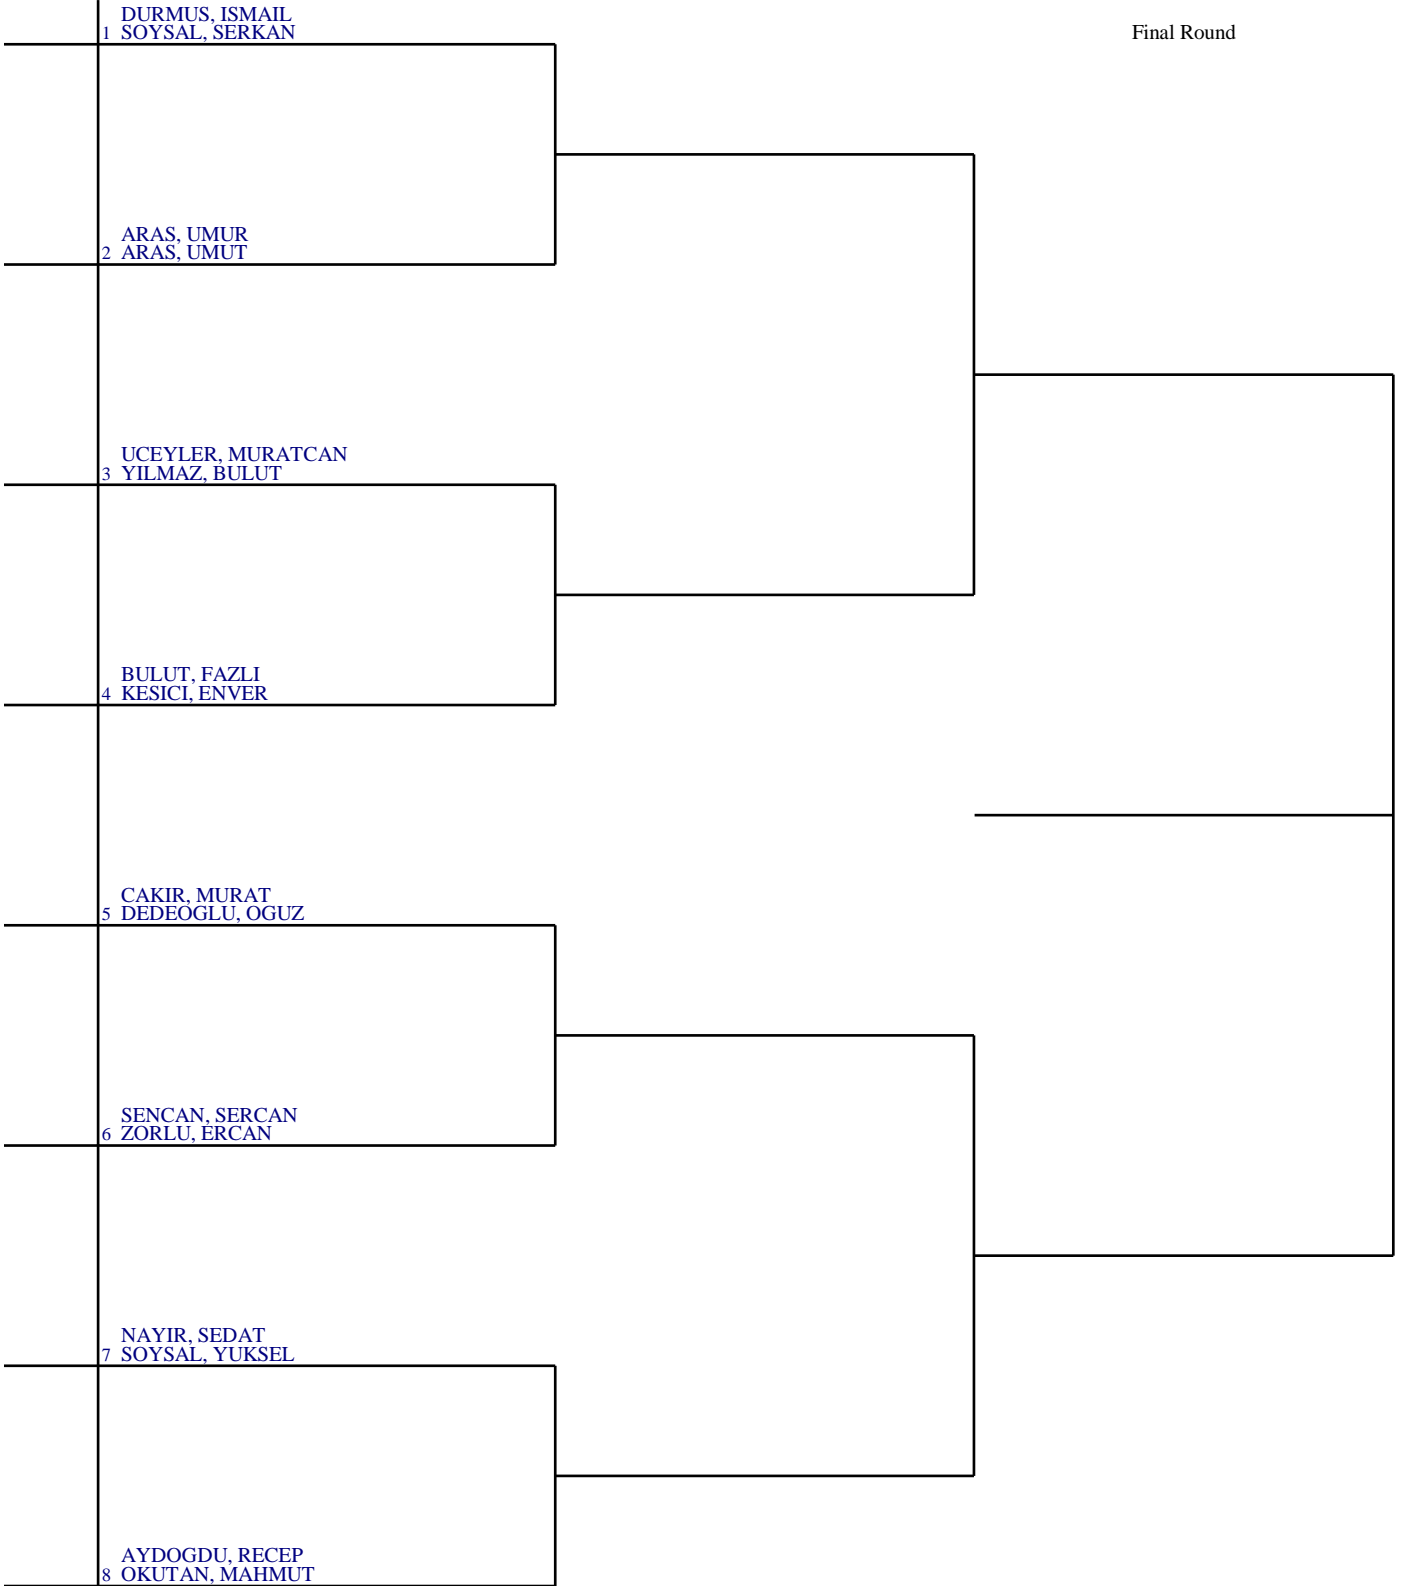 DURMUS, ISMAIL
1 SOYSAL, SERKAN
Final Round
ARAS, UMUR
2 ARAS, UMUT
UCEYLER, MURATCAN
3 YILMAZ, BULUT
BULUT, FAZLI
4 KESICI, ENVER
CAKIR, MURAT
5 DEDEOGLU, OGUZ
SENCAN, SERCAN
6 ZORLU, ERCAN
NAYIR, SEDAT
7 SOYSAL, YUKSEL
AYDOGDU, RECEP
8 OKUTAN, MAHMUT